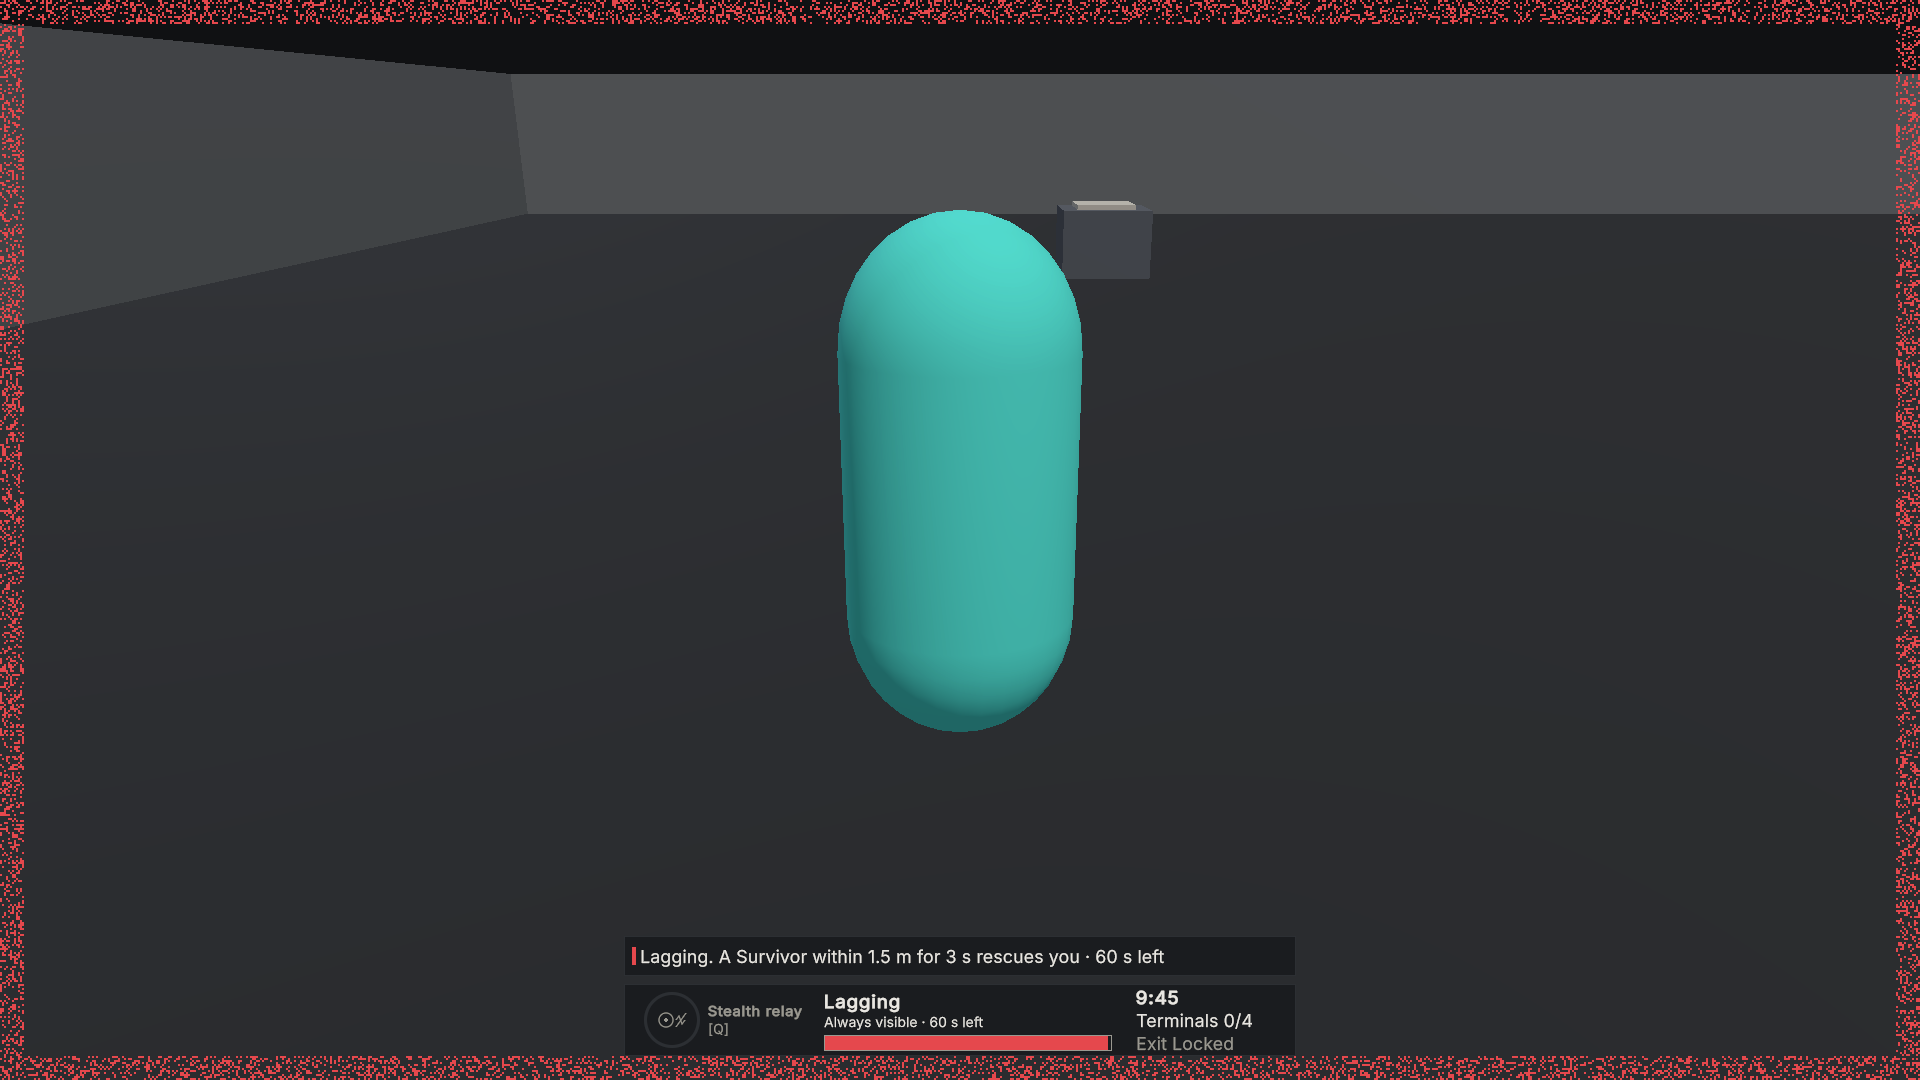 Lagging. A Survivor within 1.5 m for 3 s rescues you · 60 s left
Stealth relay
[Q]
Lagging
Always visible · 60 s left
9:45
Terminals 0/4
Exit Locked